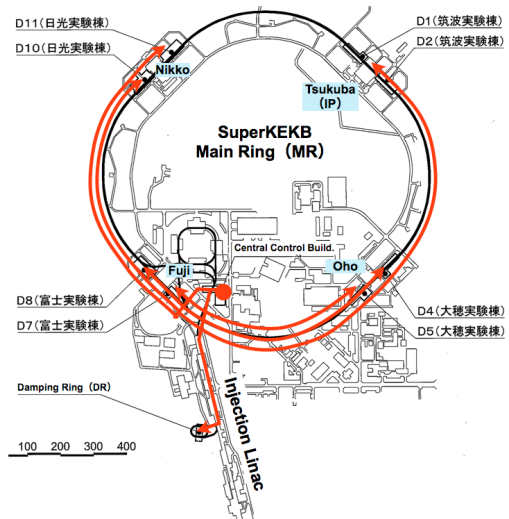 D11(日光実験棟)
D10(日光実験棟)
Nikko
D1(筑波実験棟)
D2(筑波実験棟)
Tsukuba
(IP)
SuperKEKB
Main Ring (MR)
Central Control Build.
Fuji
Oho
D8(富士実験棟)
D7(富士実験棟)
D4(大穂実験棟)
D5(大穂実験棟)
Injection Linac
Damping Ring (DR)
100 200 300 400